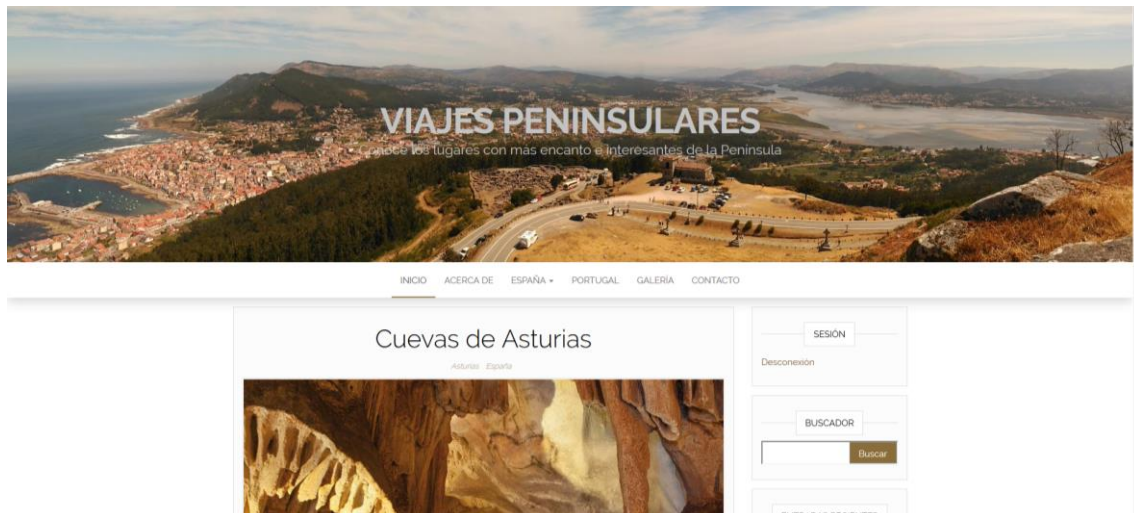 VIAJES PENINSULARES
Conoce los lugares con más encanto e interesantes de la Península
INICIO ACERCA DE ESPAÑA PORTUGAL GALERÍA CONTACTO
Cuevas de Asturias
Asturias España
SESIÓN
Desconexión
BUSCADOR
Buscar